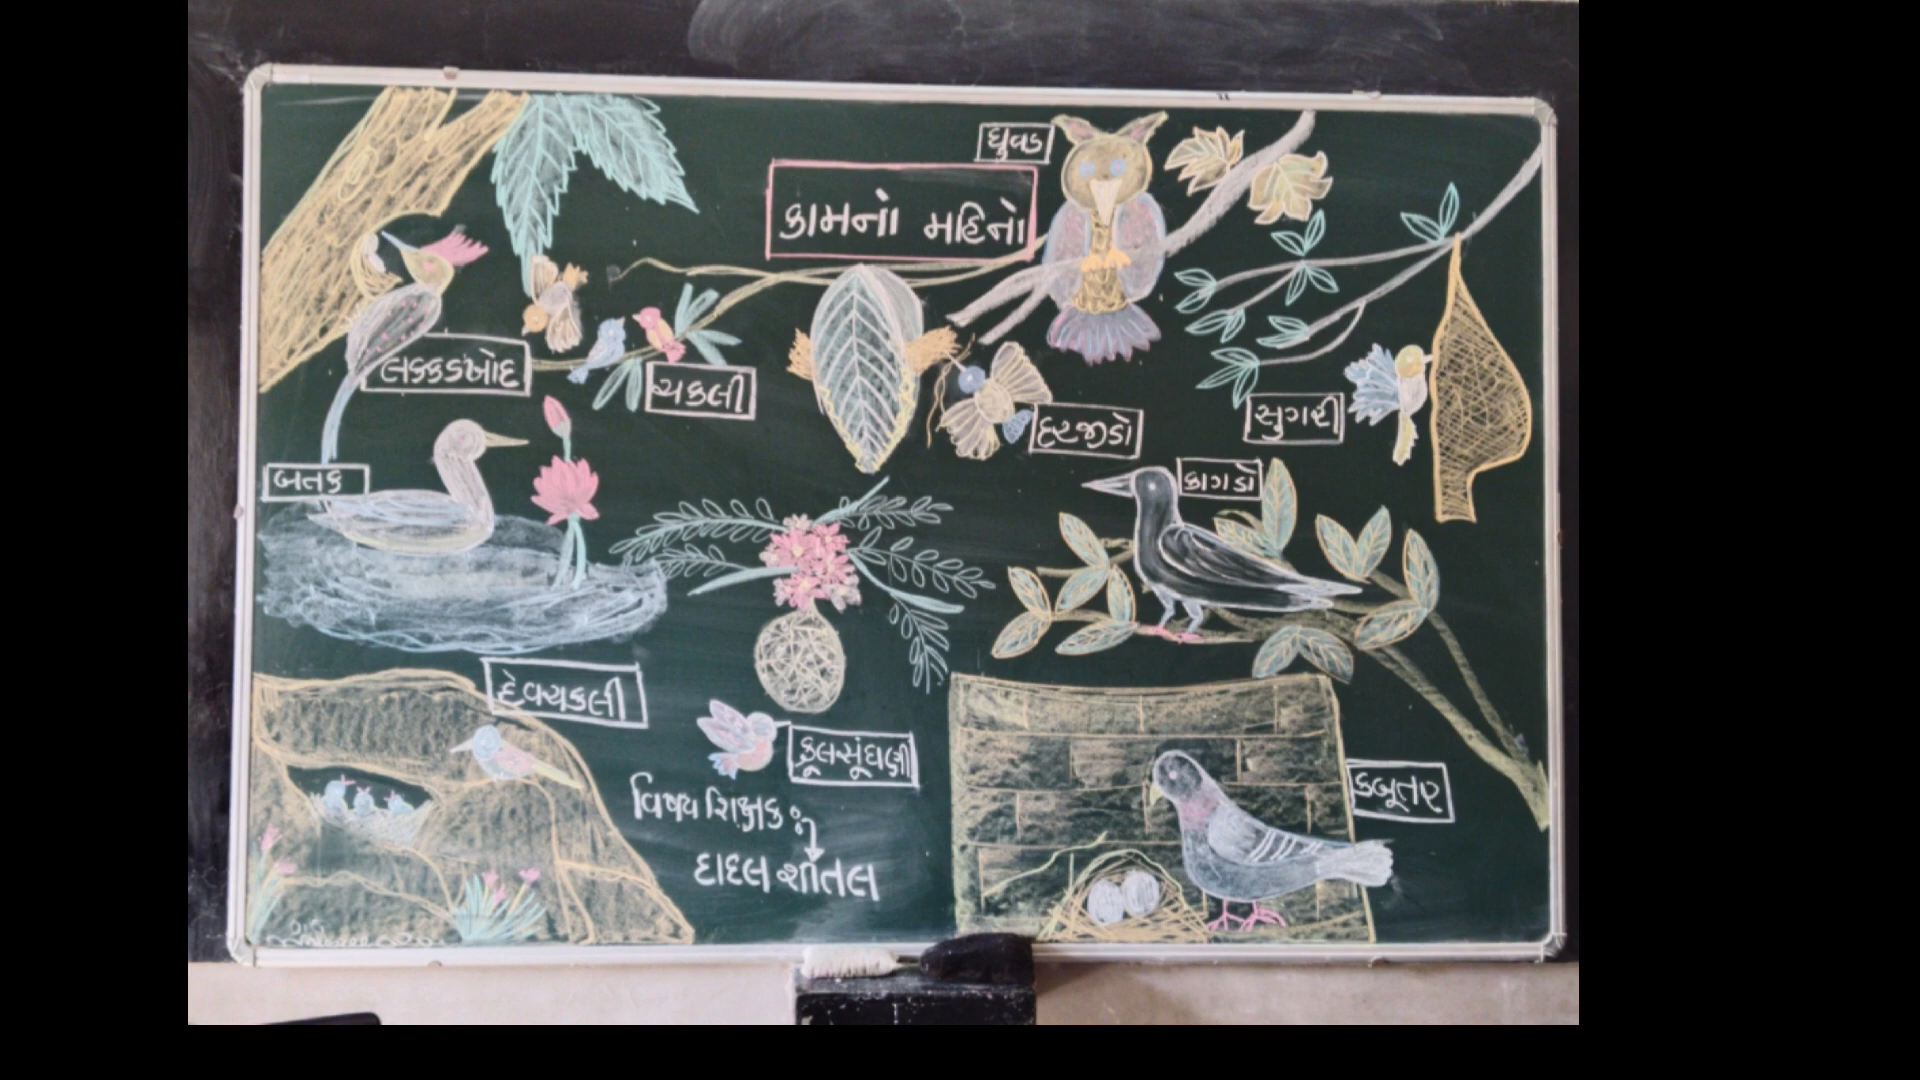 ઘુવડ
કામનાં મહિનો
લક્કડખોદ
ચકલી
દરજીડો
સુગરી
બતક
કાગડો
દેવચકલી
ફૂલસૂંઘણી
કબૂતર
વિષય શિક્ષક :
દાદલ શીતલ